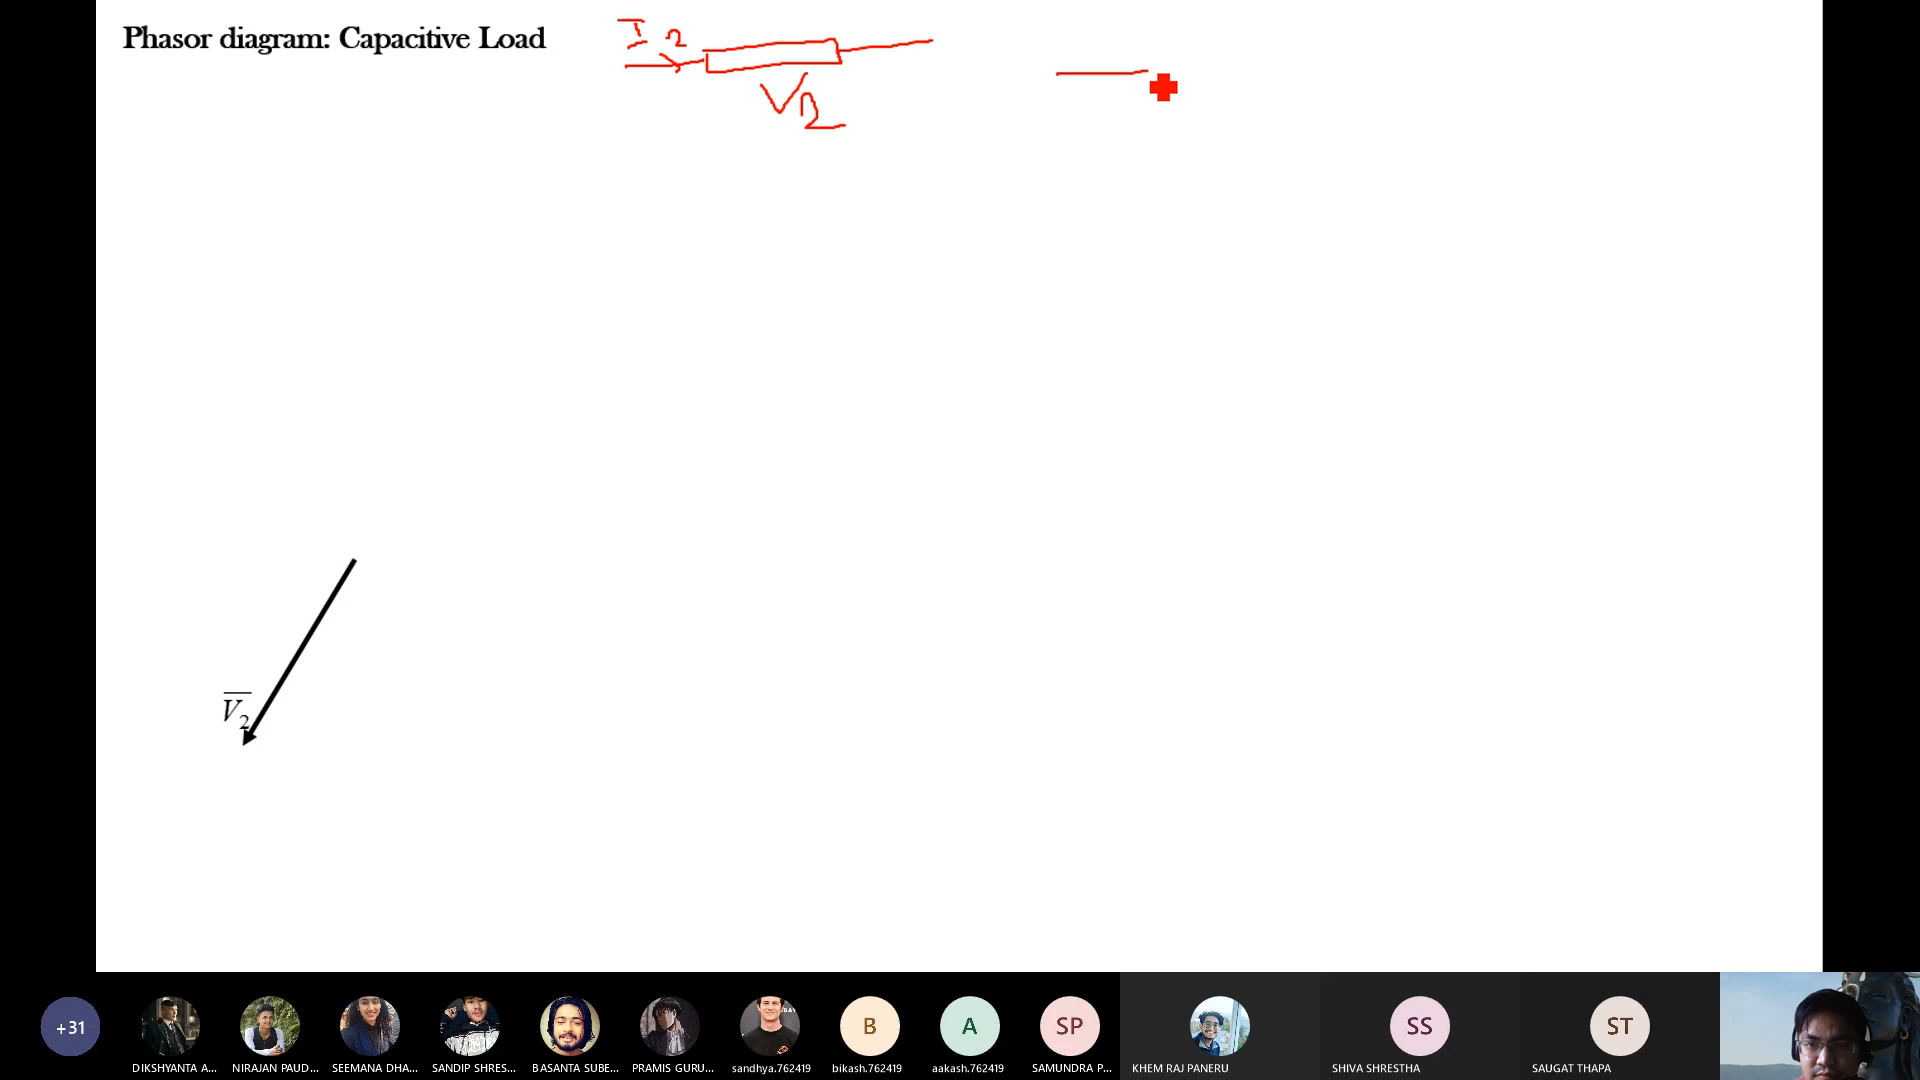 Phasor diagram: Capacitive Load
I2
V2
V2
+31
DIKSHYANTA A...
NIRAJAN PAUD...
SEEMANA DHA...
SANDIP SHRES...
BASANTA SUBE...
PRAMIS GURU...
sandhya.762419
B
bikash.762419
A
aakash.762419
SP
SAMUNDRA P...
KHEM RAJ PANERU
SS
SHIVA SHRESTHA
ST
SAUGAT THAPA